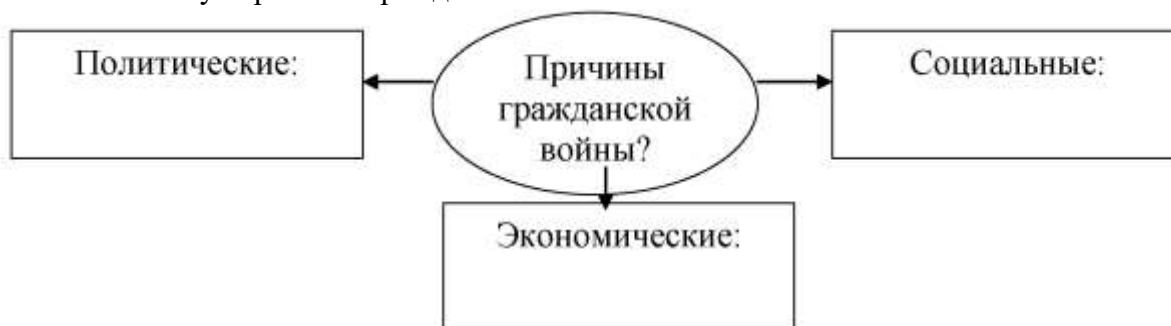 Политические:
Причины
гражданской
войны?
Социальные:
Экономические: